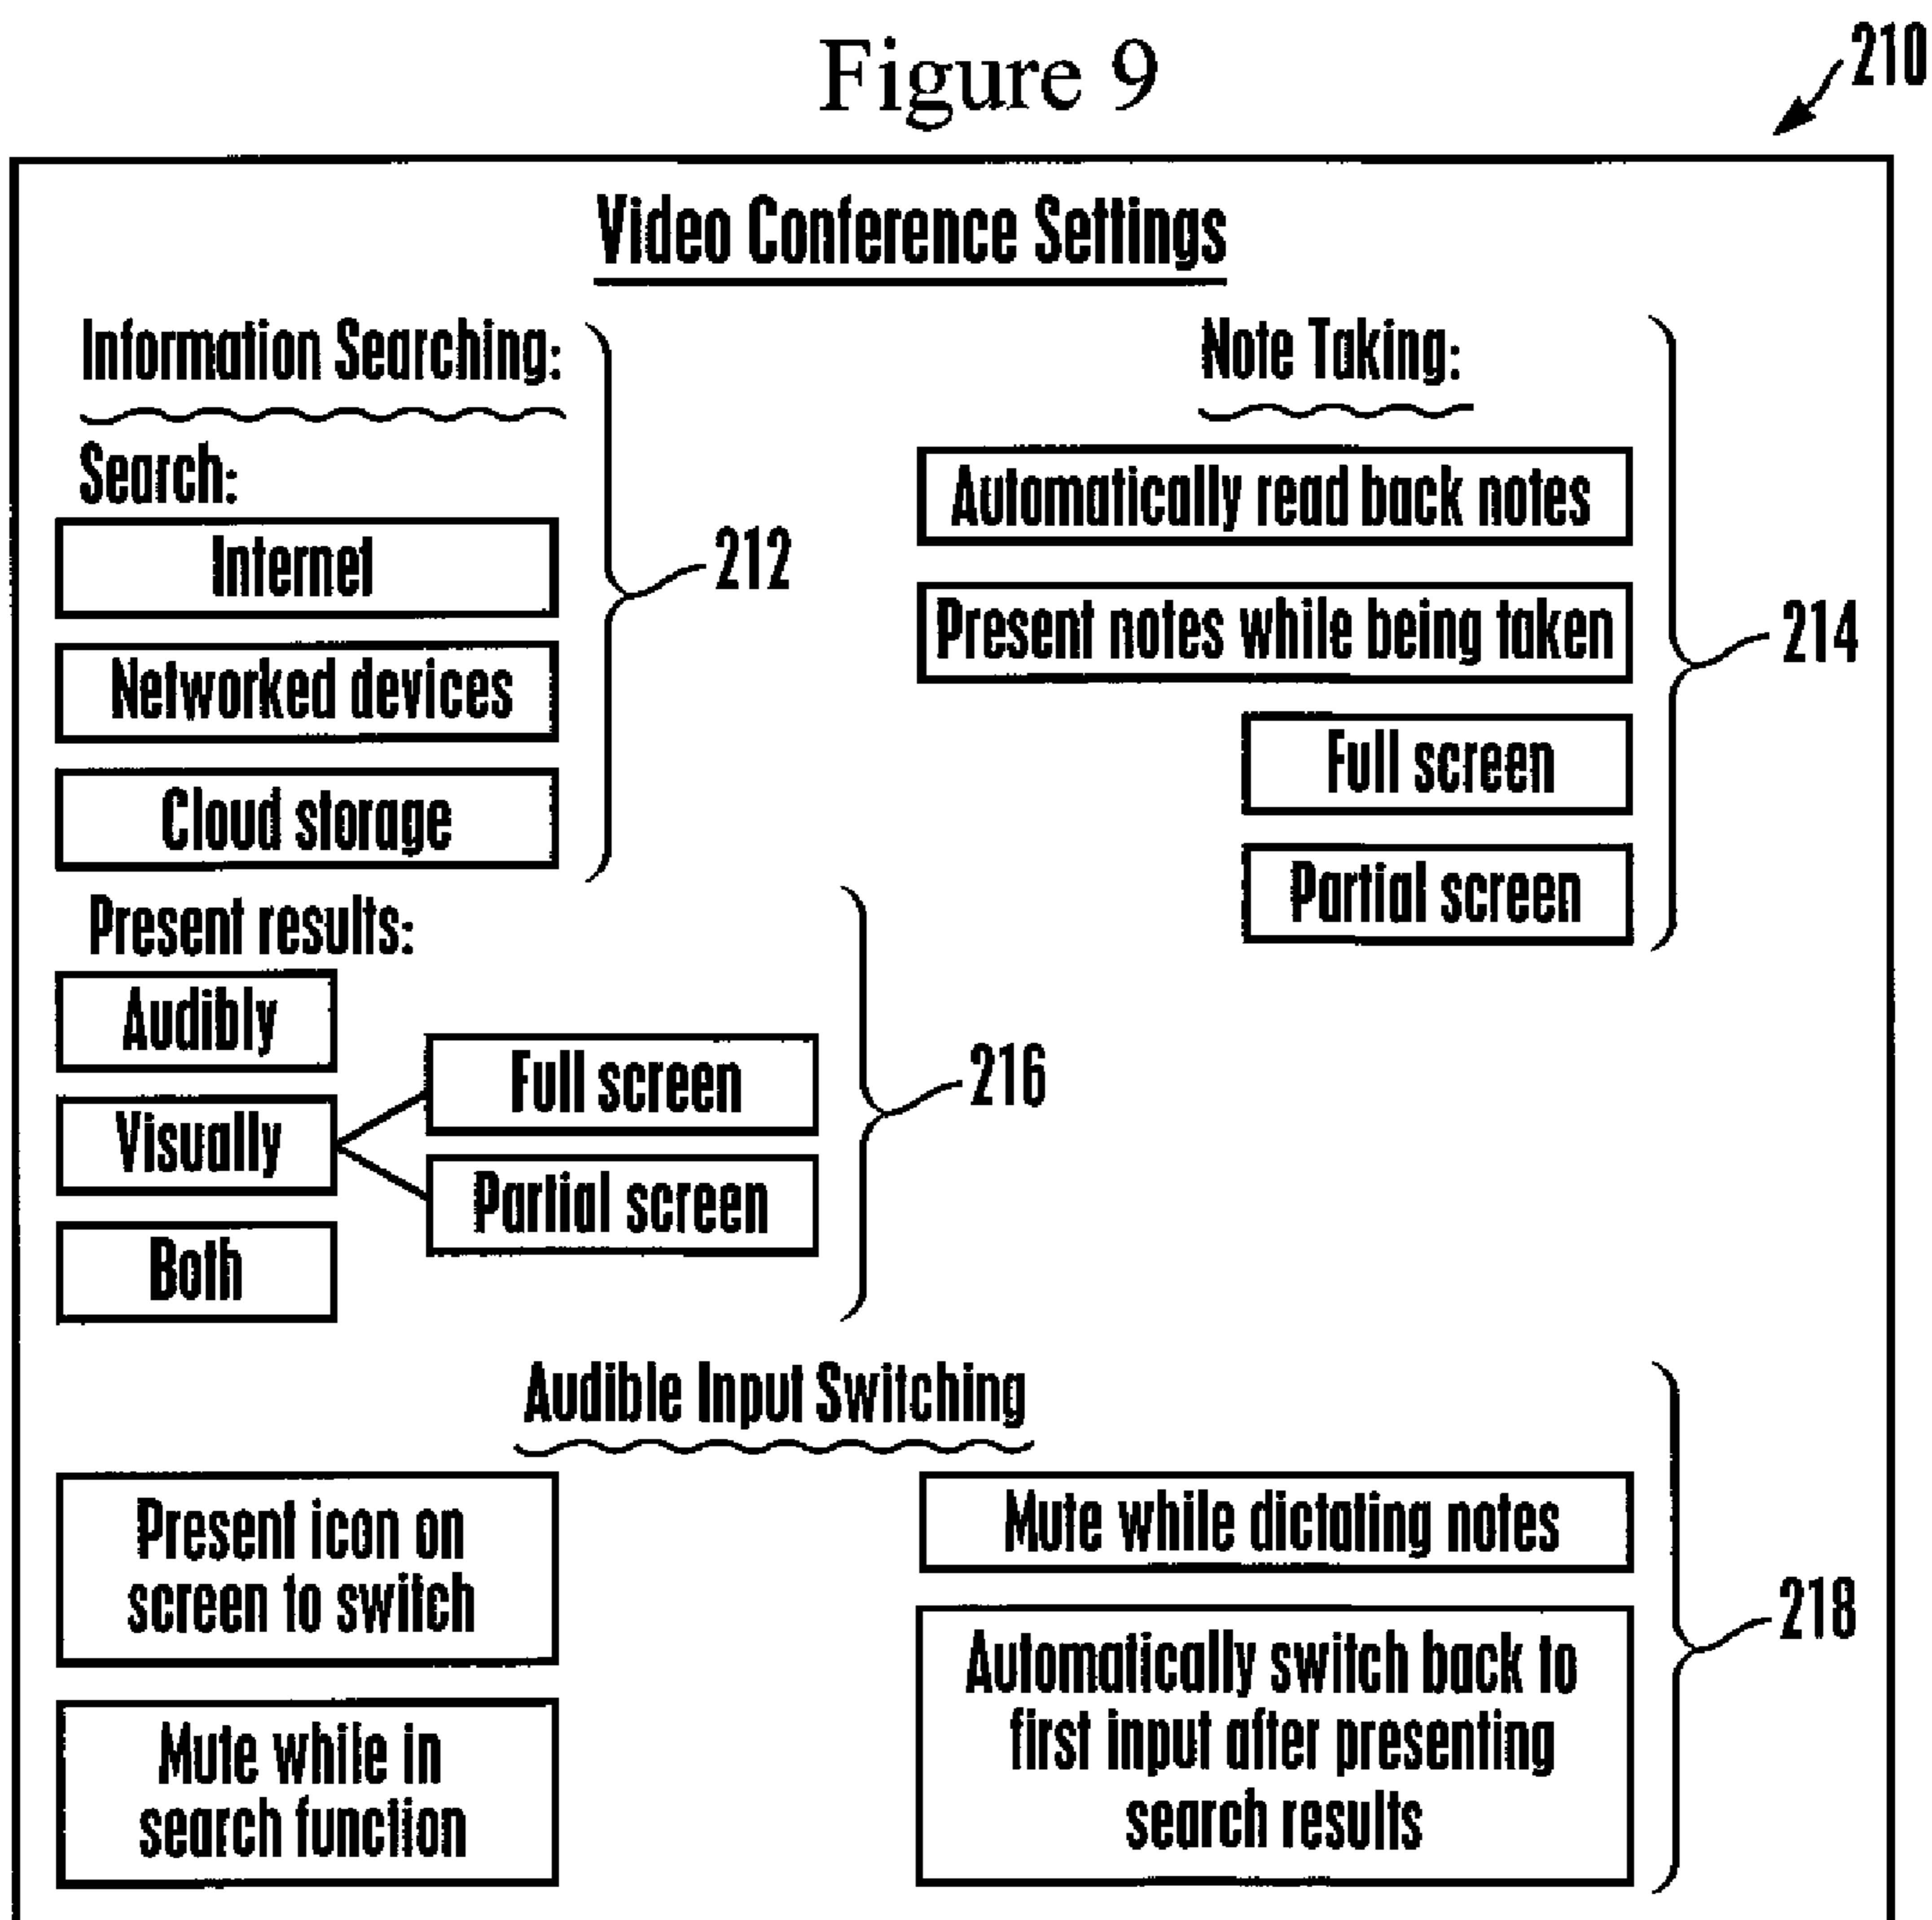 Figure 9
210
Video Conference Settings
Information Searching:
Search:
Internet
Networked devices
Cloud storage
212
Note Taking:
Automatically read back notes
Present notes while being taken
Full screen
Partial screen
214
Present results:
Audibly
Visually
Both
Full screen
Partial screen
216
Audible Input Switching
Present icon on
screen to switch
Mute while in
search function
Mute while dictating notes
Automatically switch back to
first input after presenting
search results
218